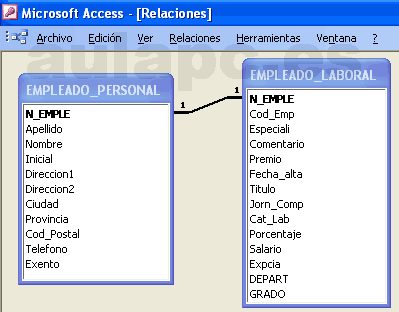 Microsoft Access - [Relaciones]
Archivo Edición Ver Relaciones Herramientas Ventana ?
aulapc.es
EMPLEADO_PERSONAL
N_EMPLE
Apellido
Nombre
Inicial
Direccion1
Direccion2
Ciudad
Provincia
Cod_Postal
Telefono
Exento
1
1
EMPLEADO_LABORAL
N_EMPLE
Cod_Emp
Especiali
Comentario
Premio
Fecha_alta
Titulo
Jorn_Comp
Cat_Lab
Porcentaje
Salario
Expcia
DEPART
GRADO